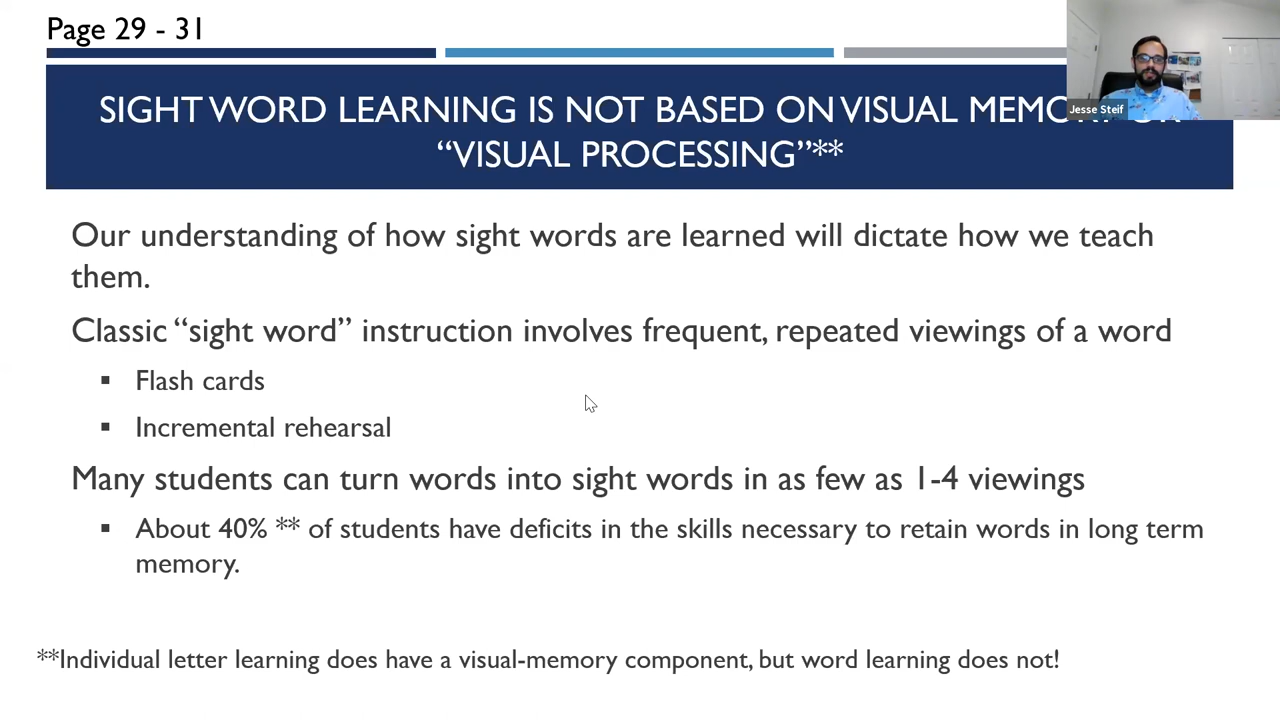 Page 29 - 31
Jesse Steif
SIGHT WORD LEARNING IS NOT BASED ON VISUAL
“VISUAL PROCESSING”**
Our understanding of how sight words are learned will dictate how we teach
them.
Classic “sight word” instruction involves frequent, repeated viewings of a word
▪ Flash cards
▪ Incremental rehearsal
Many students can turn words into sight words in as few as 1-4 viewings
▪ About 40% ** of students have deficits in the skills necessary to retain words in long term
memory.
**Individual letter learning does have a visual-memory component, but word learning does not!